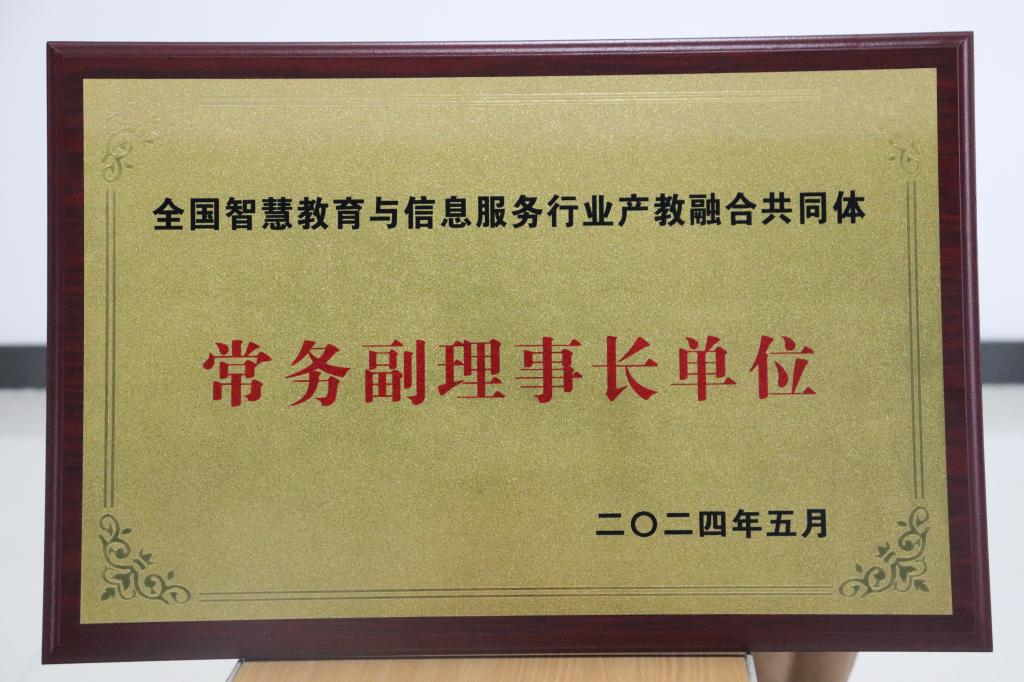 全国智慧教育与信息服务行业产教融合共同体
常务副理事长单位
二〇二四年五月